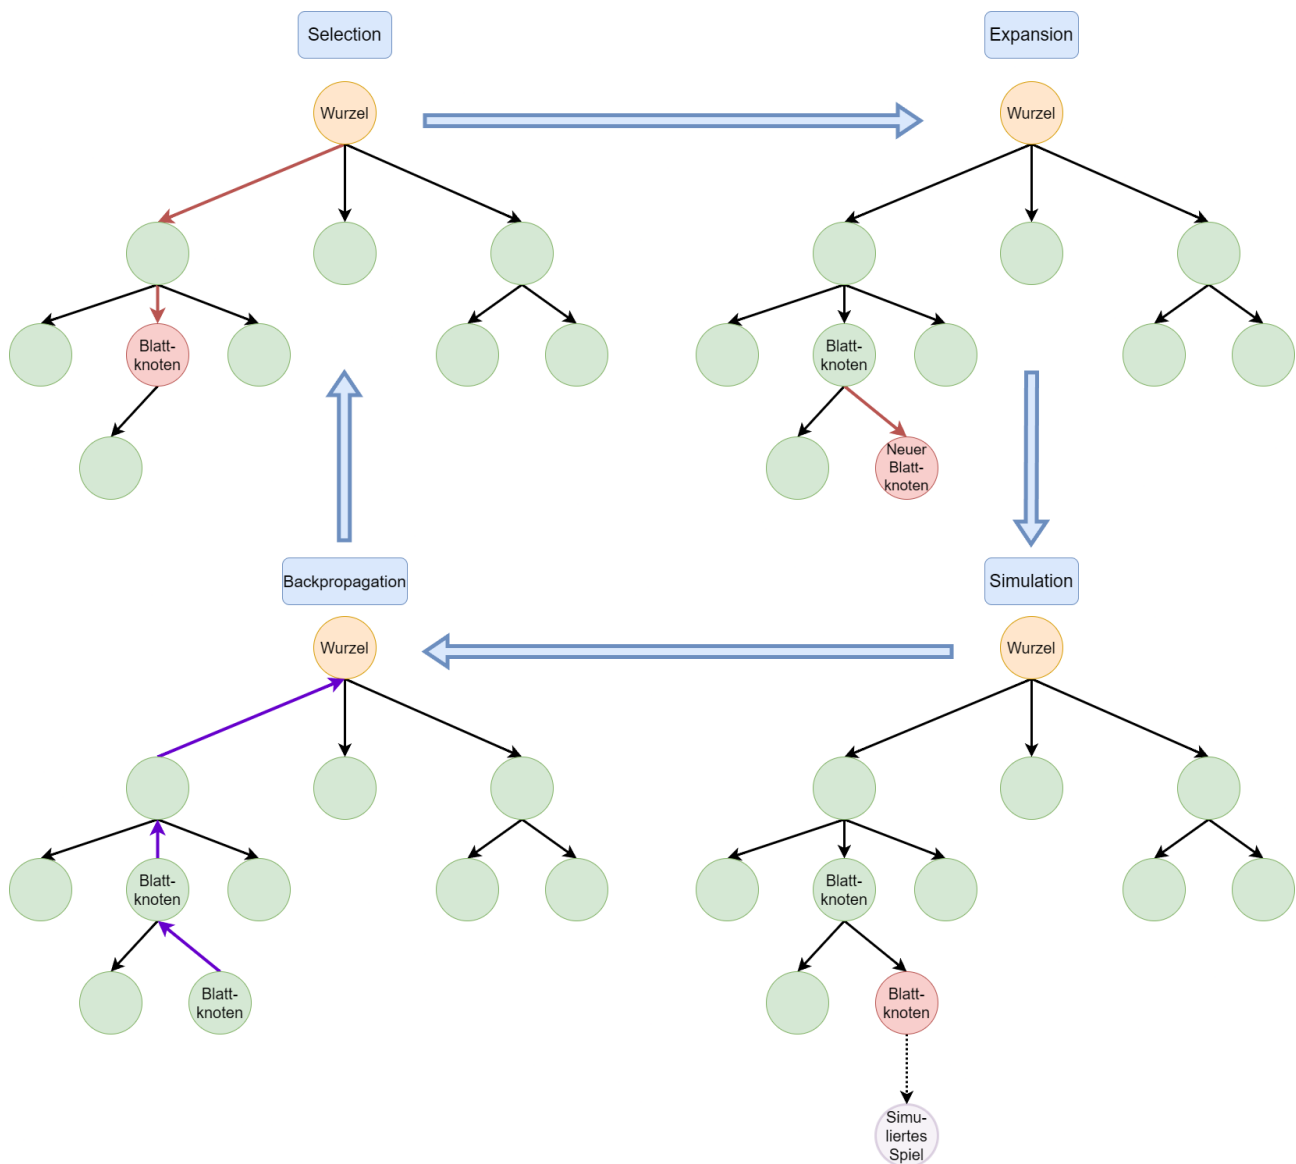 Selection
Expansion
Wurzel
Wurzel
Blatt-
knoten
Blatt-
knoten
Neuer
Blatt-
knoten
Backpropagation
Simulation
Wurzel
Wurzel
Blatt-
knoten
Blatt-
knoten
Blatt-
knoten
Blatt-
knoten
Simu-
liertes
Spiel